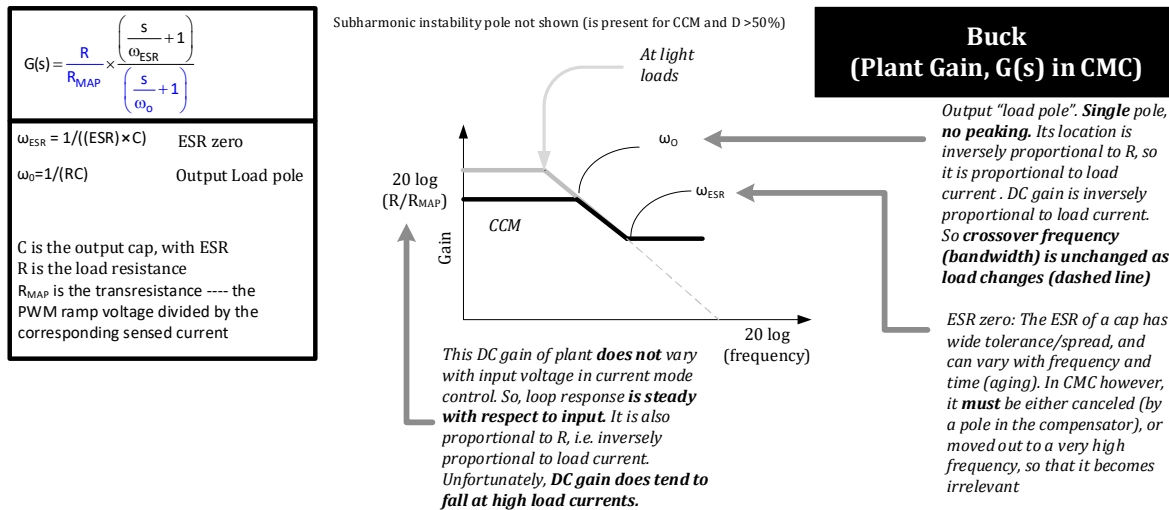 G(s) = R/R_MAP × (s/ω_ESR + 1)/(s/ω_o + 1)
ω_ESR = 1/((ESR) × C) ESR zero
ω_0=1/(RC) Output Load pole
C is the output cap, with ESR
R is the load resistance
R_MAP is the transresistance ---- the
PWM ramp voltage divided by the
corresponding sensed current
Subharmonic instability pole not shown (is present for CCM and D >50%)
At light
loads
ω_O
ω_ESR
20 log
(R/R_MAP)
Gain
CCM
20 log
(frequency)
This DC gain of plant does not vary
with input voltage in current mode
control. So, loop response is steady
with respect to input. It is also
proportional to R, i.e. inversely
proportional to load current.
Unfortunately, DC gain does tend to
fall at high load currents.
Buck
(Plant Gain, G(s) in CMC)
Output “load pole”. Single pole,
no peaking. Its location is
inversely proportional to R, so
it is proportional to load
current . DC gain is inversely
proportional to load current.
So crossover frequency
(bandwidth) is unchanged as
load changes (dashed line)
ESR zero: The ESR of a cap has
wide tolerance/spread, and
can vary with frequency and
time (aging). In CMC however,
it must be either canceled (by
a pole in the compensator), or
moved out to a very high
frequency, so that it becomes
irrelevant